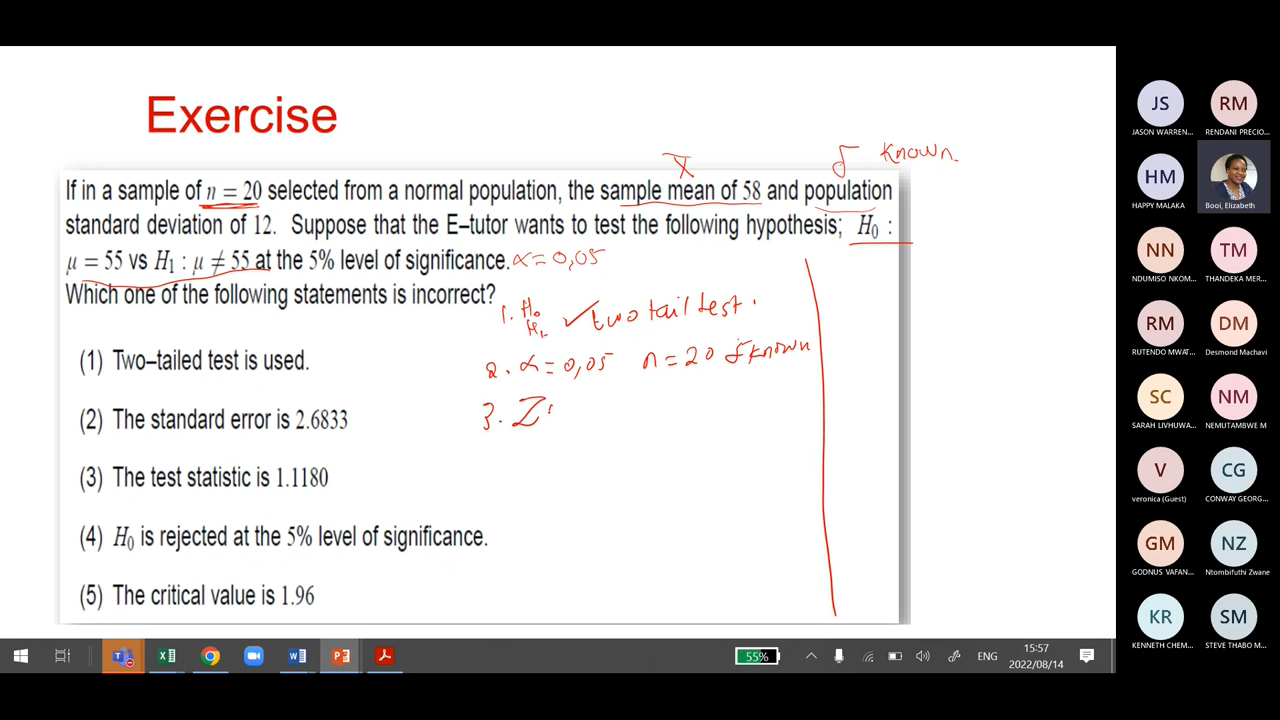 Exercise
X̄
σ known.
If in a sample of n = 20 selected from a normal population, the sample mean of 58 and population
standard deviation of 12. Suppose that the E–tutor wants to test the following hypothesis; H₀ :
μ = 55 vs H₁ : μ ≠ 55 at the 5% level of significance. α = 0,05
Which one of the following statements is incorrect?
1. H₀
H₁ ✓ two tail test.
(1) Two–tailed test is used.
2. α = 0,05 n = 20 σ known
(2) The standard error is 2.6833
3. Z
(3) The test statistic is 1.1180
(4) H₀ is rejected at the 5% level of significance.
(5) The critical value is 1.96
JS
JASON WARREN...
RM
RENDANI PRECIO...
HM
HAPPY MALAKA
Booi, Elizabeth
NN
NDUMISO NKOM...
TM
THANDEKA MER...
RM
RUTENDO MWAT...
DM
Desmond Machavi
SC
SARAH LIVHUWA...
NM
NEMUTAMBWE M
V
veronica (Guest)
CG
CONWAY GEORG...
GM
GODNUS VAFAN...
NZ
Ntombifuthi Zwane
KR
KENNETH CHEM...
SM
STEVE THABO M...
55%
ENG
15:57
2022/08/14